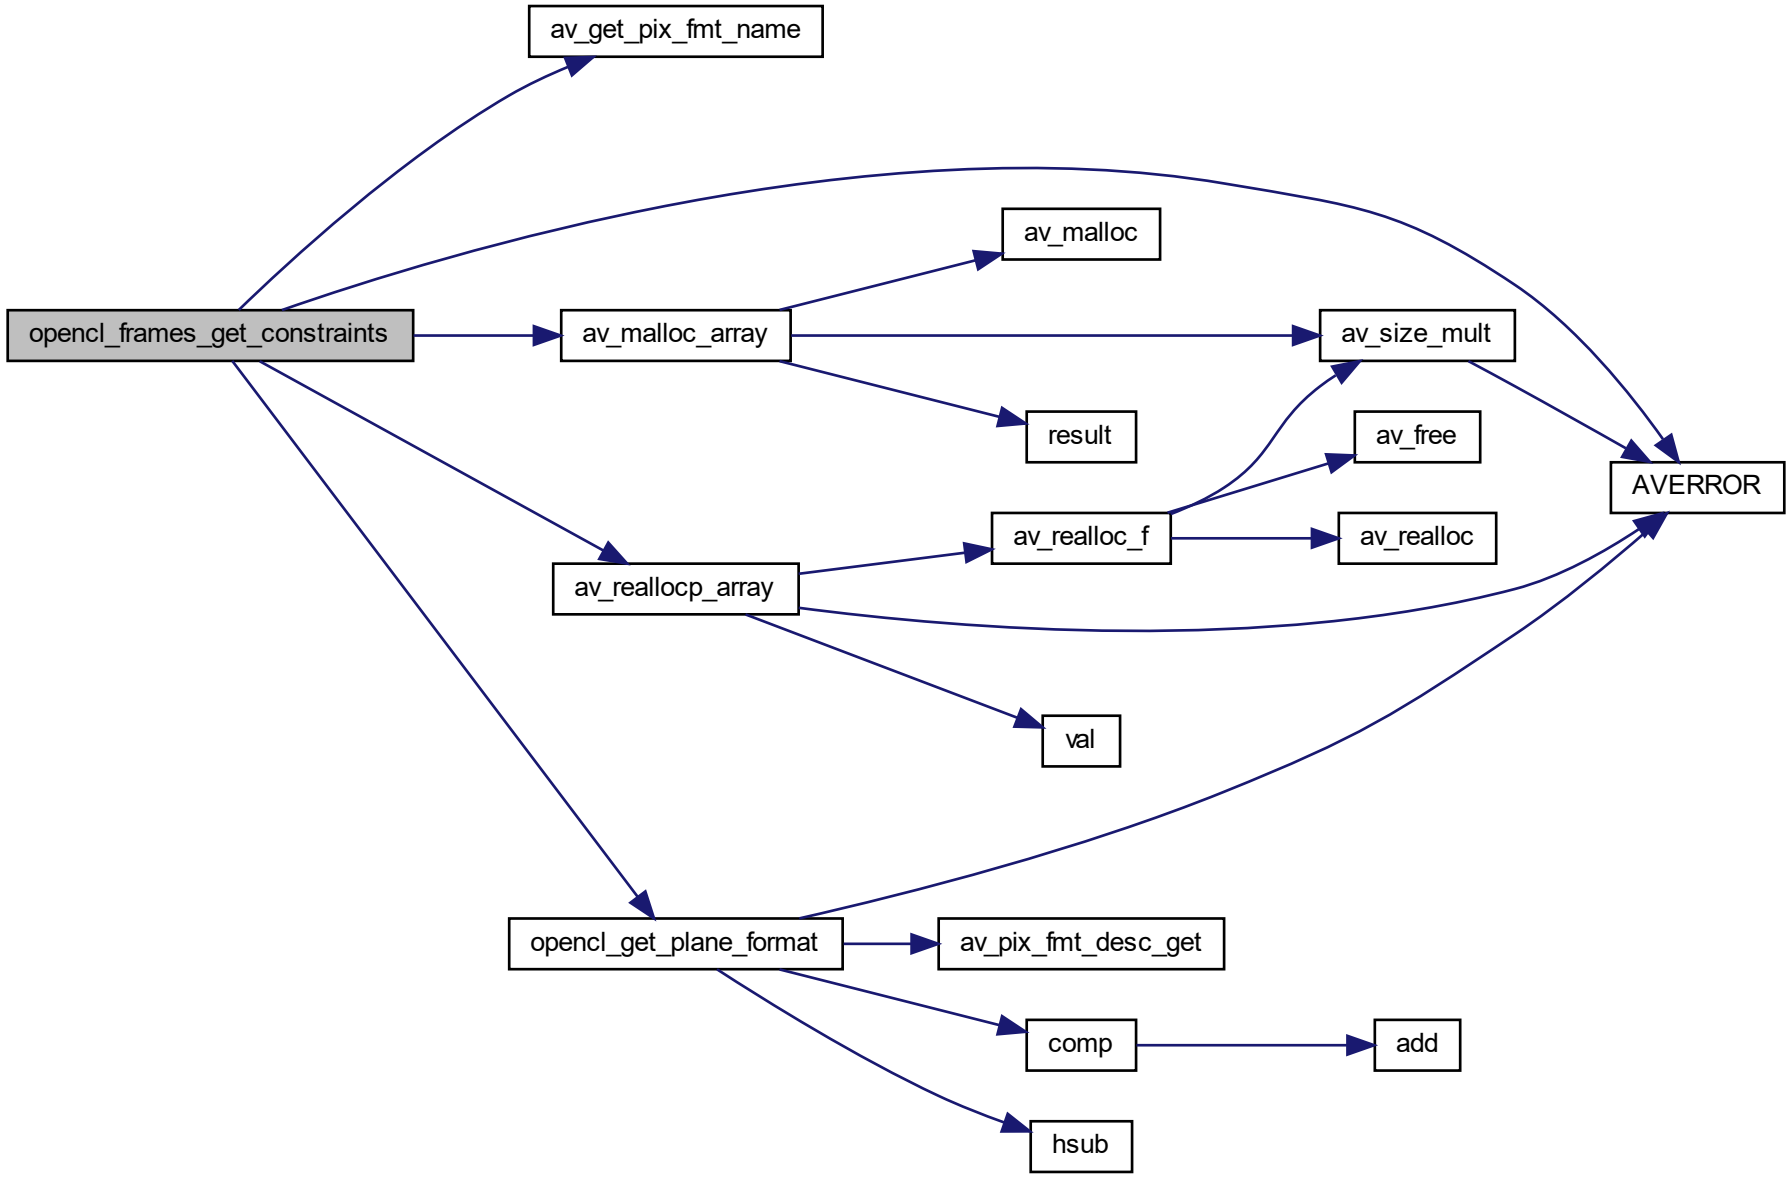 av_get_pix_fmt_name
av_malloc
opencl_frames_get_constraints
av_malloc_array
av_size_mult
result
av_free
AVERROR
av_realloc_f
av_realloc
av_reallocp_array
val
opencl_get_plane_format
av_pix_fmt_desc_get
comp
add
hsub